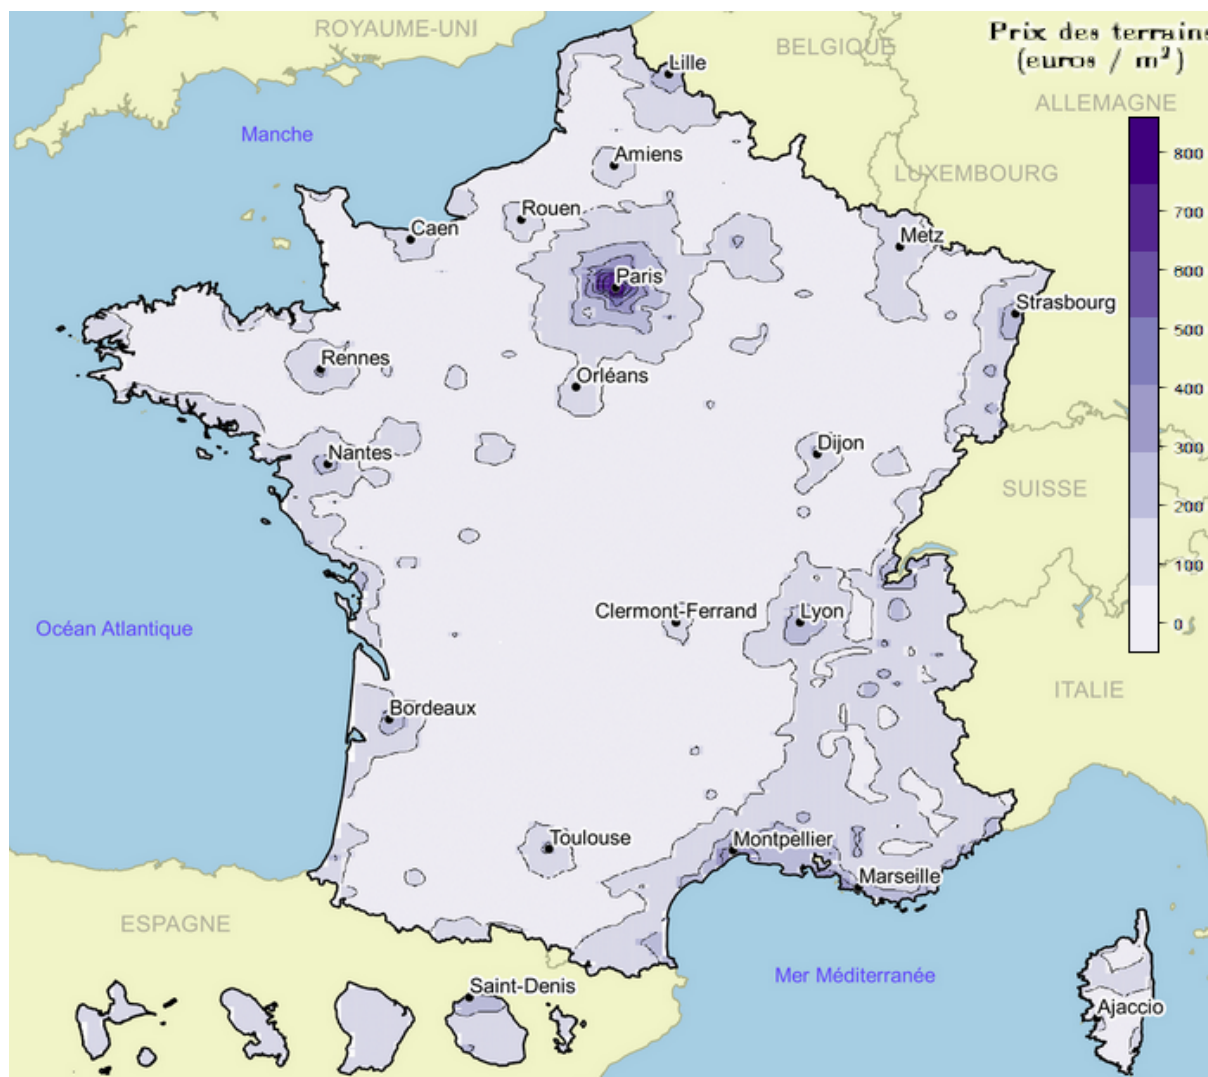 ROYAUME-UNI
BELGIQUE
Prix des terrains
(euros / m²)
Lille
ALLEMAGNE
Manche
Amiens
800
LUXEMBOURG
Rouen
700
Caen
Metz
Paris
600
Strasbourg
500
Rennes
Orléans
400
Dijon
300
Nantes
SUISSE
200
100
Clermont-Ferrand
Lyon
0
Océan Atlantique
ITALIE
Bordeaux
Toulouse
Montpellier
Marseille
ESPAGNE
Mer Méditerranée
Saint-Denis
Ajaccio